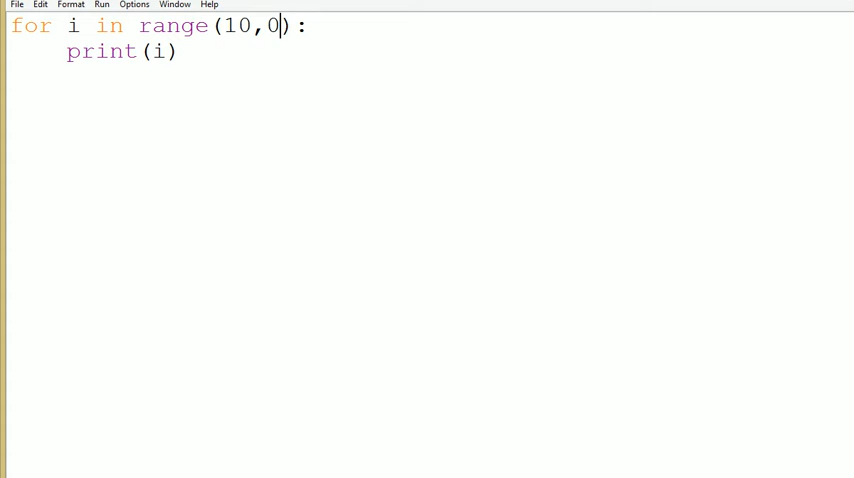 File Edit Format Run Options Window Help
for i in range(10,0):
    print(i)